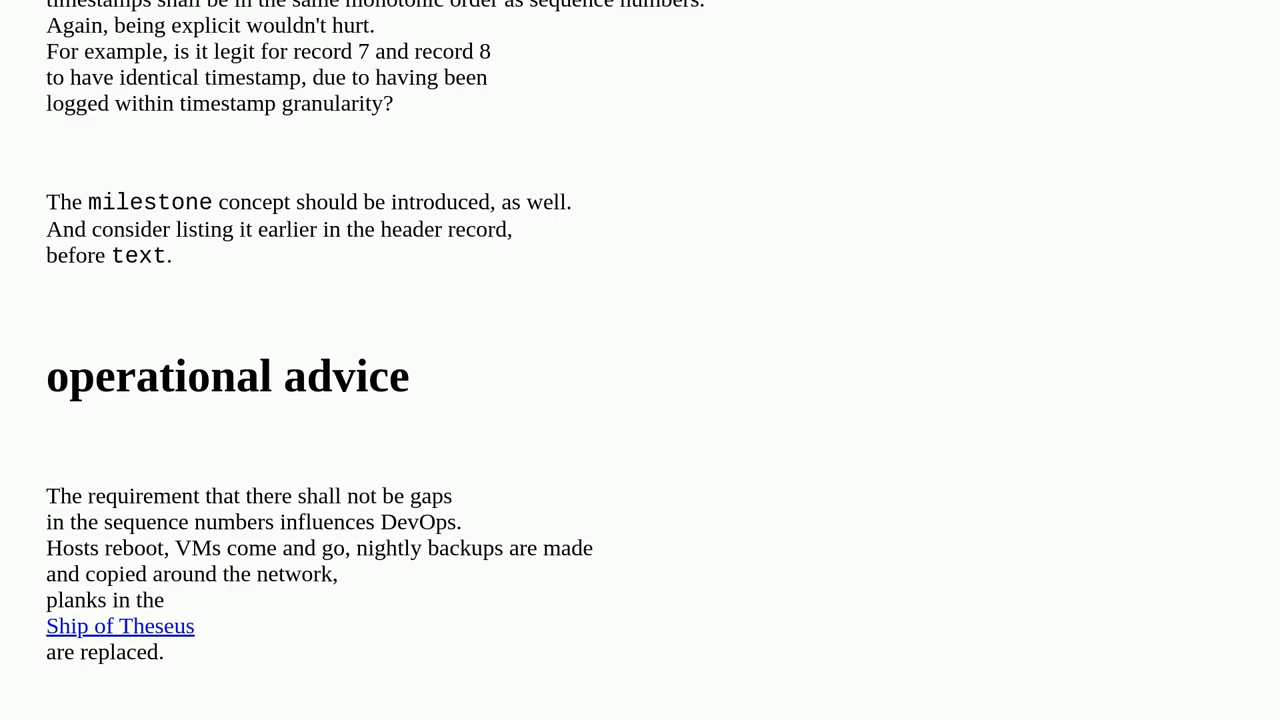 timestamps shall be in the same monotonic order as sequence numbers.
Again, being explicit wouldn't hurt.
For example, is it legit for record 7 and record 8
to have identical timestamp, due to having been
logged within timestamp granularity?
The milestone concept should be introduced, as well.
And consider listing it earlier in the header record,
before text.
operational advice
The requirement that there shall not be gaps
in the sequence numbers influences DevOps.
Hosts reboot, VMs come and go, nightly backups are made
and copied around the network,
planks in the
Ship of Theseus
are replaced.